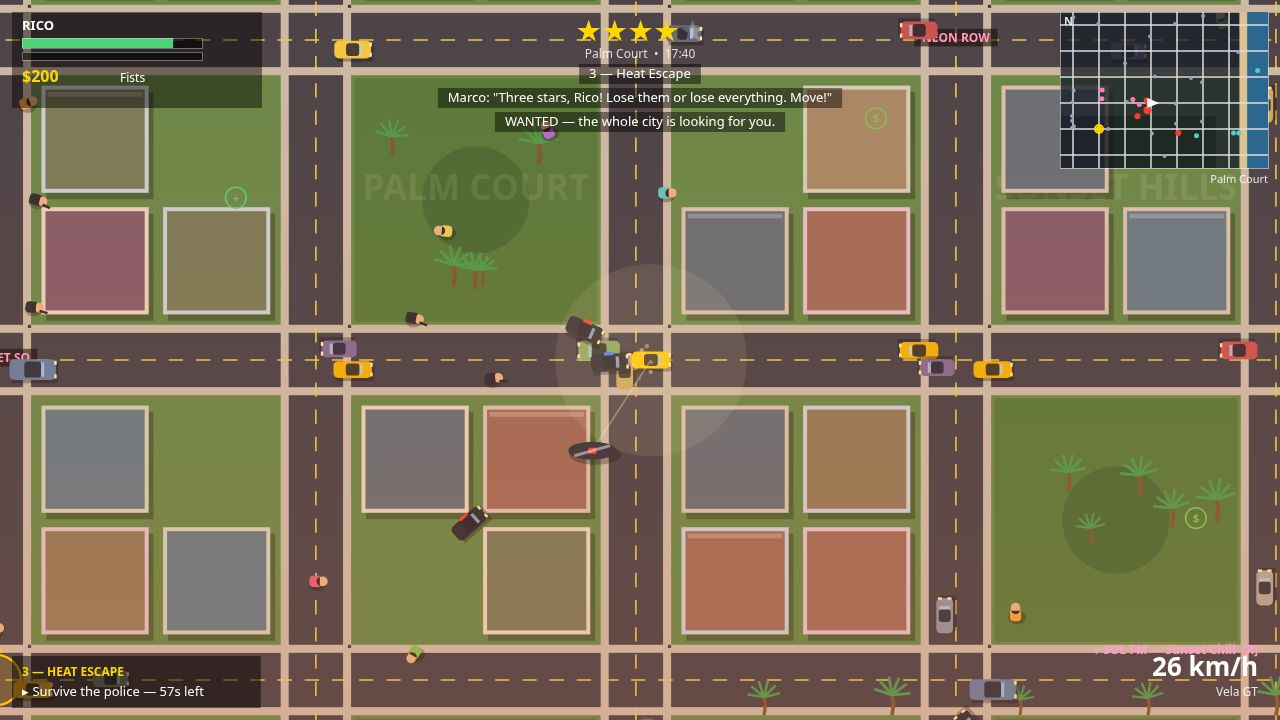 RICO
$200 Fists
Palm Court • 17:40
3 — Heat Escape
Marco: "Three stars, Rico! Lose them or lose everything. Move!"
WANTED — the whole city is looking for you.
N
Palm Court
PALM COURT
3 — HEAT ESCAPE
▸ Survive the police — 57s left
26 km/h
Vela GT